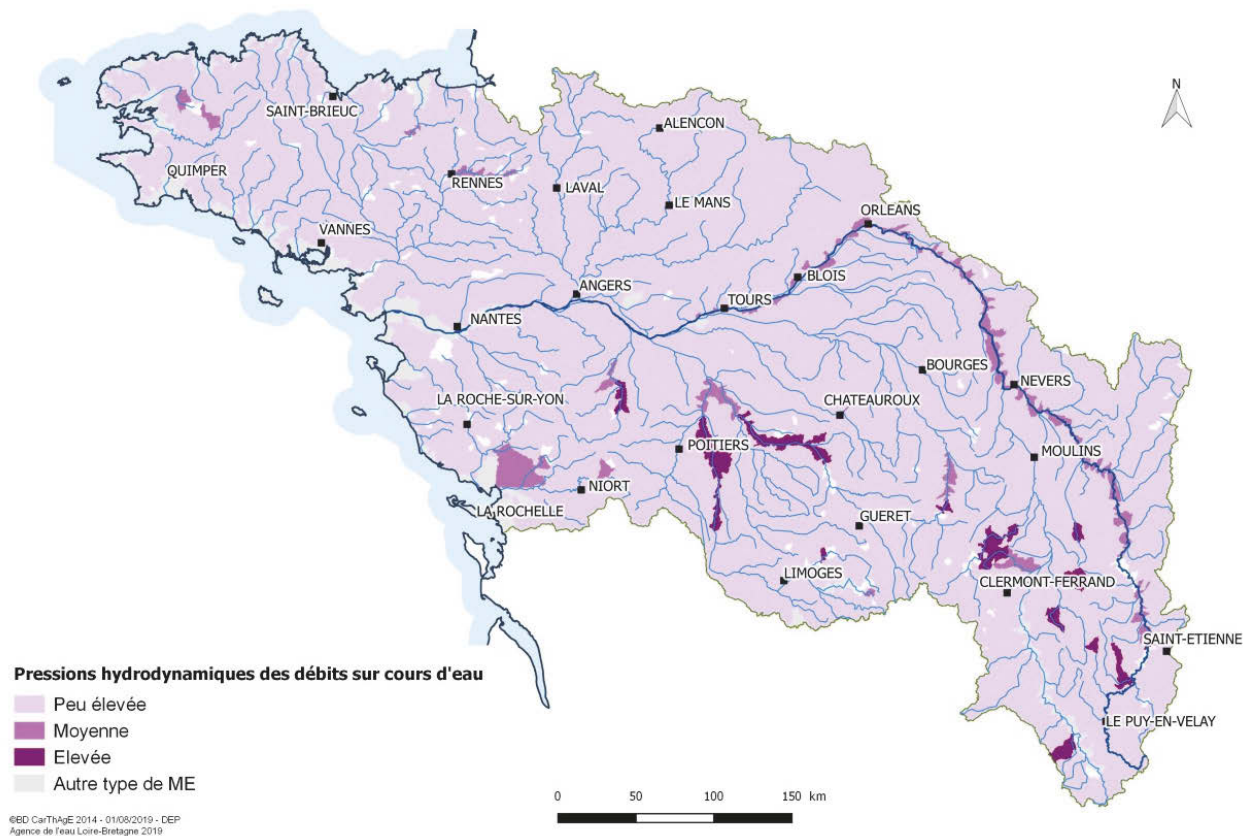 N
ALENCON
SAINT-BRIEUC
QUIMPER
RENNES
LAVAL
LE MANS
ORLEANS
VANNES
BLOIS
ANGERS
TOURS
NANTES
BOURGES
NEVERS
LA ROCHE-SUR-YON
CHATEAUROUX
POITIERS
MOULINS
NIORT
LA ROCHELLE
GUERET
LIMOGES
CLERMONT-FERRAND
SAINT-ETIENNE
LE PUY-EN-VELAY
Pressions hydrodynamiques des débits sur cours d'eau
Peu élevée
Moyenne
Elevée
Autre type de ME
0 50 100 150 km
©BD CarThAgE 2014 - 01/08/2019 - DEP
Agence de l'eau Loire-Bretagne 2019